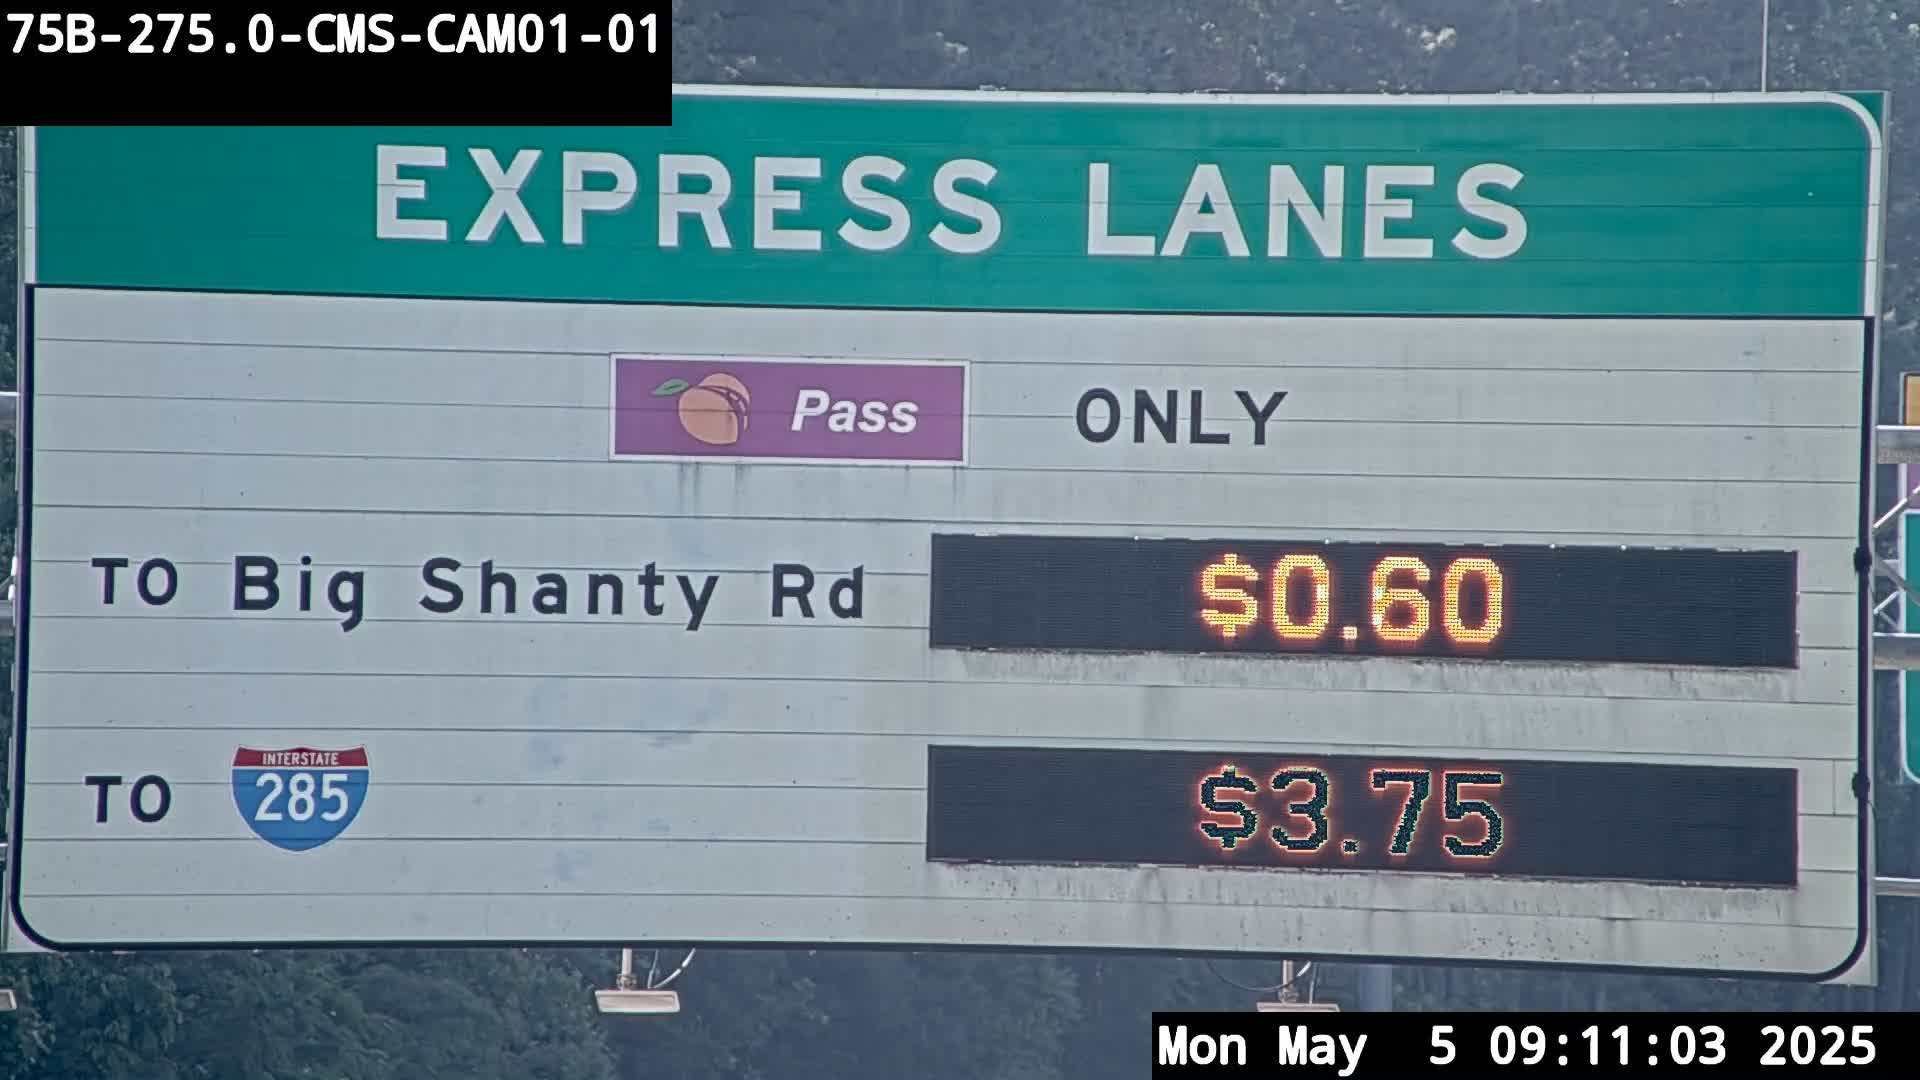 75B-275.0-CMS-CAM01-01
EXPRESS LANES
Pass ONLY
TO Big Shanty Rd $0.60
INTERSTATE
TO 285 $3.75
Mon May 5 09:11:03 2025